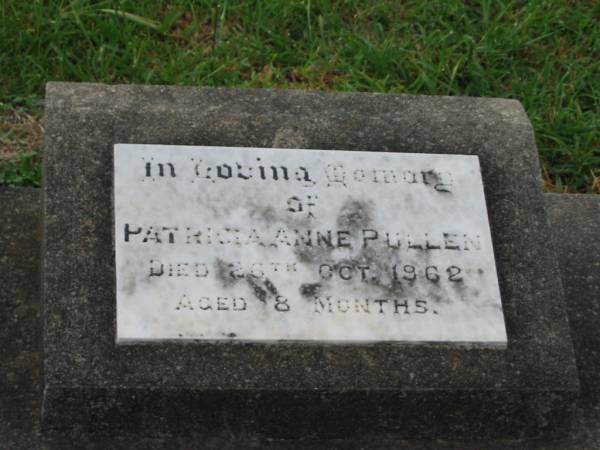 In Loving Memory
of
PATRICIA ANNE PULLEN
DIED 26TH OCT. 1962
AGED 8 MONTHS.